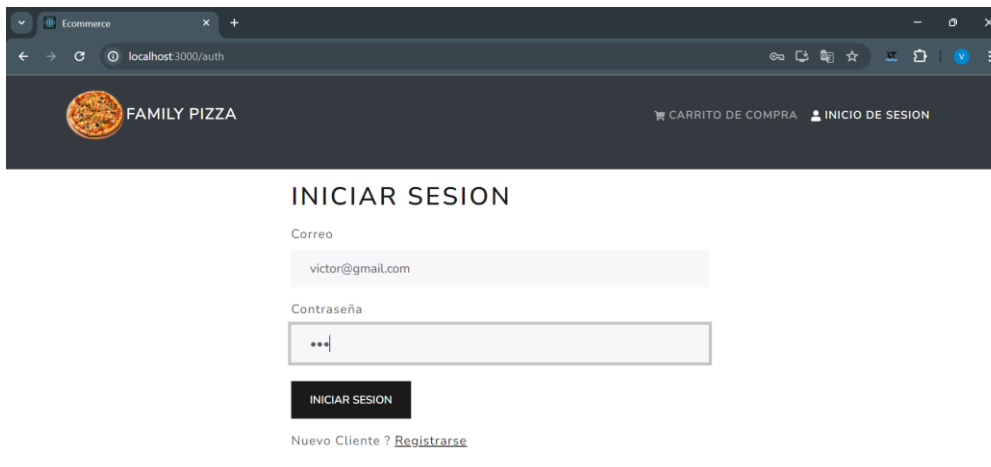 Ecommerce
localhost:3000/auth
V
FAMILY PIZZA
CARRITO DE COMPRA INICIO DE SESION
INICIAR SESION
Correo
victor@gmail.com
Contraseña
•••
INICIAR SESION
Nuevo Cliente ? Registrarse